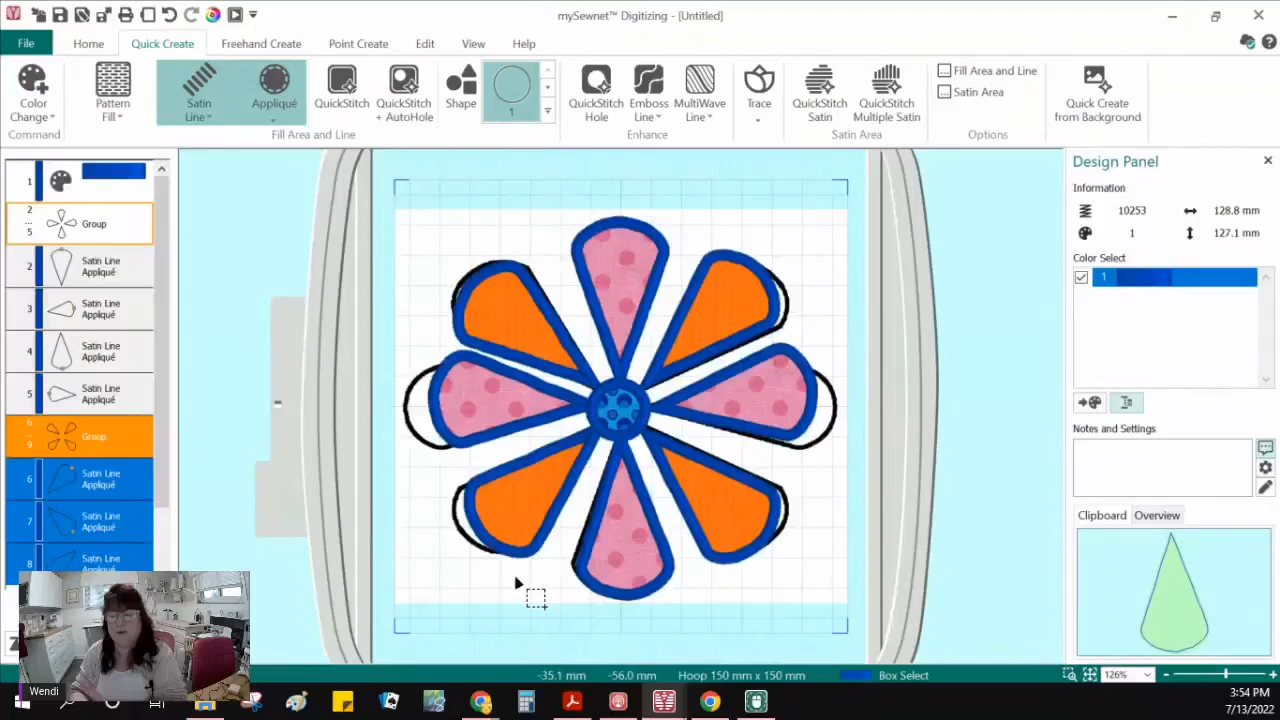 mySewnet™ Digitizing - [Untitled]
File Home Quick Create Freehand Creation Point Create Edit View Help
Color Change
Pattern Fill
Satin Line
Appliqué
QuickStitch
QuickStitch + AutoHole
Shape
1
QuickStitch Hole
Emboss Line
MultiWave Line
Trace
QuickStitch Satin
QuickStitch Multiple Satin
Fill Area and Line
Satin Area
Quick Create from Background
Command Fill Area and Line Enhance Satin Area Options
1
2
...
5
Group
2 Satin Line Appliqué
3 Satin Line Appliqué
4 Satin Line Appliqué
5 Satin Line Appliqué
6
...
9
Group
6 Satin Line Appliqué
7 Satin Line Appliqué
8 Satin Line
Design Panel
Information
10253 128.8 mm
1 127.1 mm
Color Select
1
Notes and Settings
Clipboard Overview
Wendi
-35.1 mm -56.0 mm Hoop 150 mm x 150 mm Box Select 126%
3:54 PM
7/13/2022